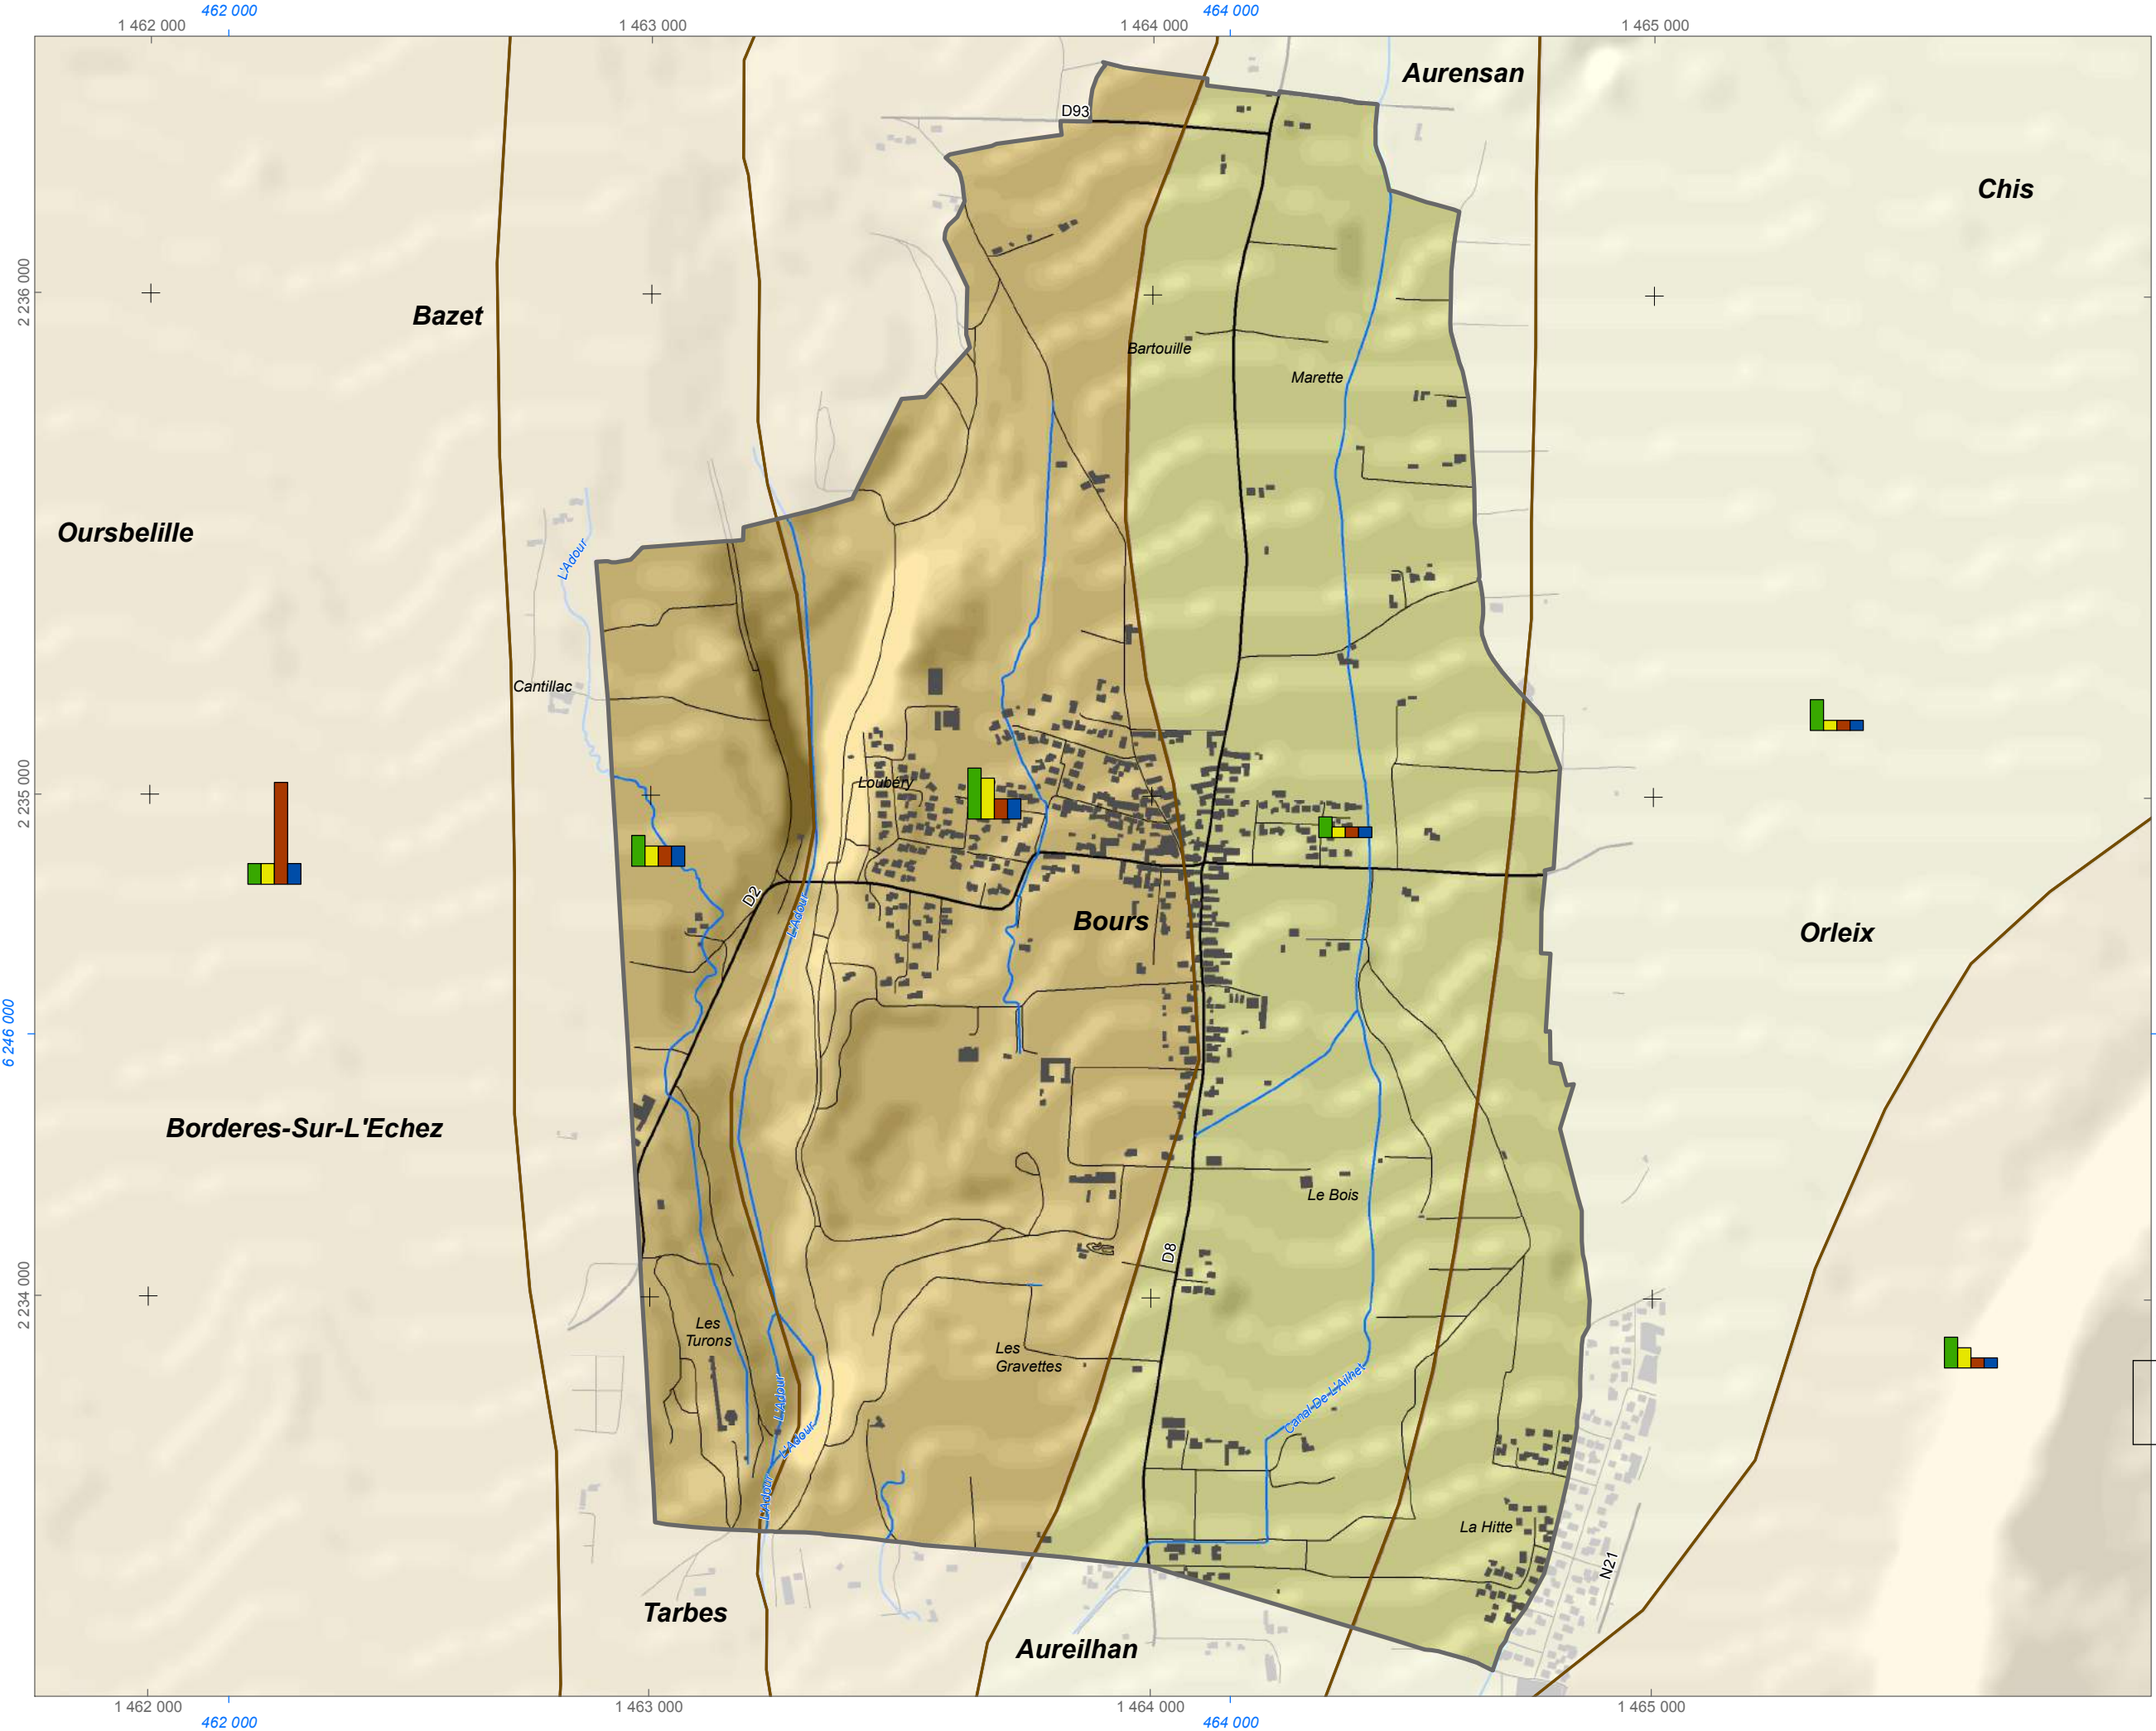 462 000
464 000
1 462 000
1 463 000
1 464 000
1 465 000
Aurensan
D93
Chis
2 236 000
Bazet
Bartouille
Marette
Oursbelille
L'Adour
Cantillac
2 235 000
Loubéry
D2
L'Adour
Bours
Orleix
6 246 000
Borderes-Sur-L'Echez
Le Bois
D8
2 234 000
Les
Turons
Les
Gravettes
L'Adour
Canal-De-L'Ailhet
L'Adour
L'Adour
La Hitte
N21
Tarbes
Aureilhan
1 462 000
1 463 000
1 464 000
1 465 000
462 000
464 000